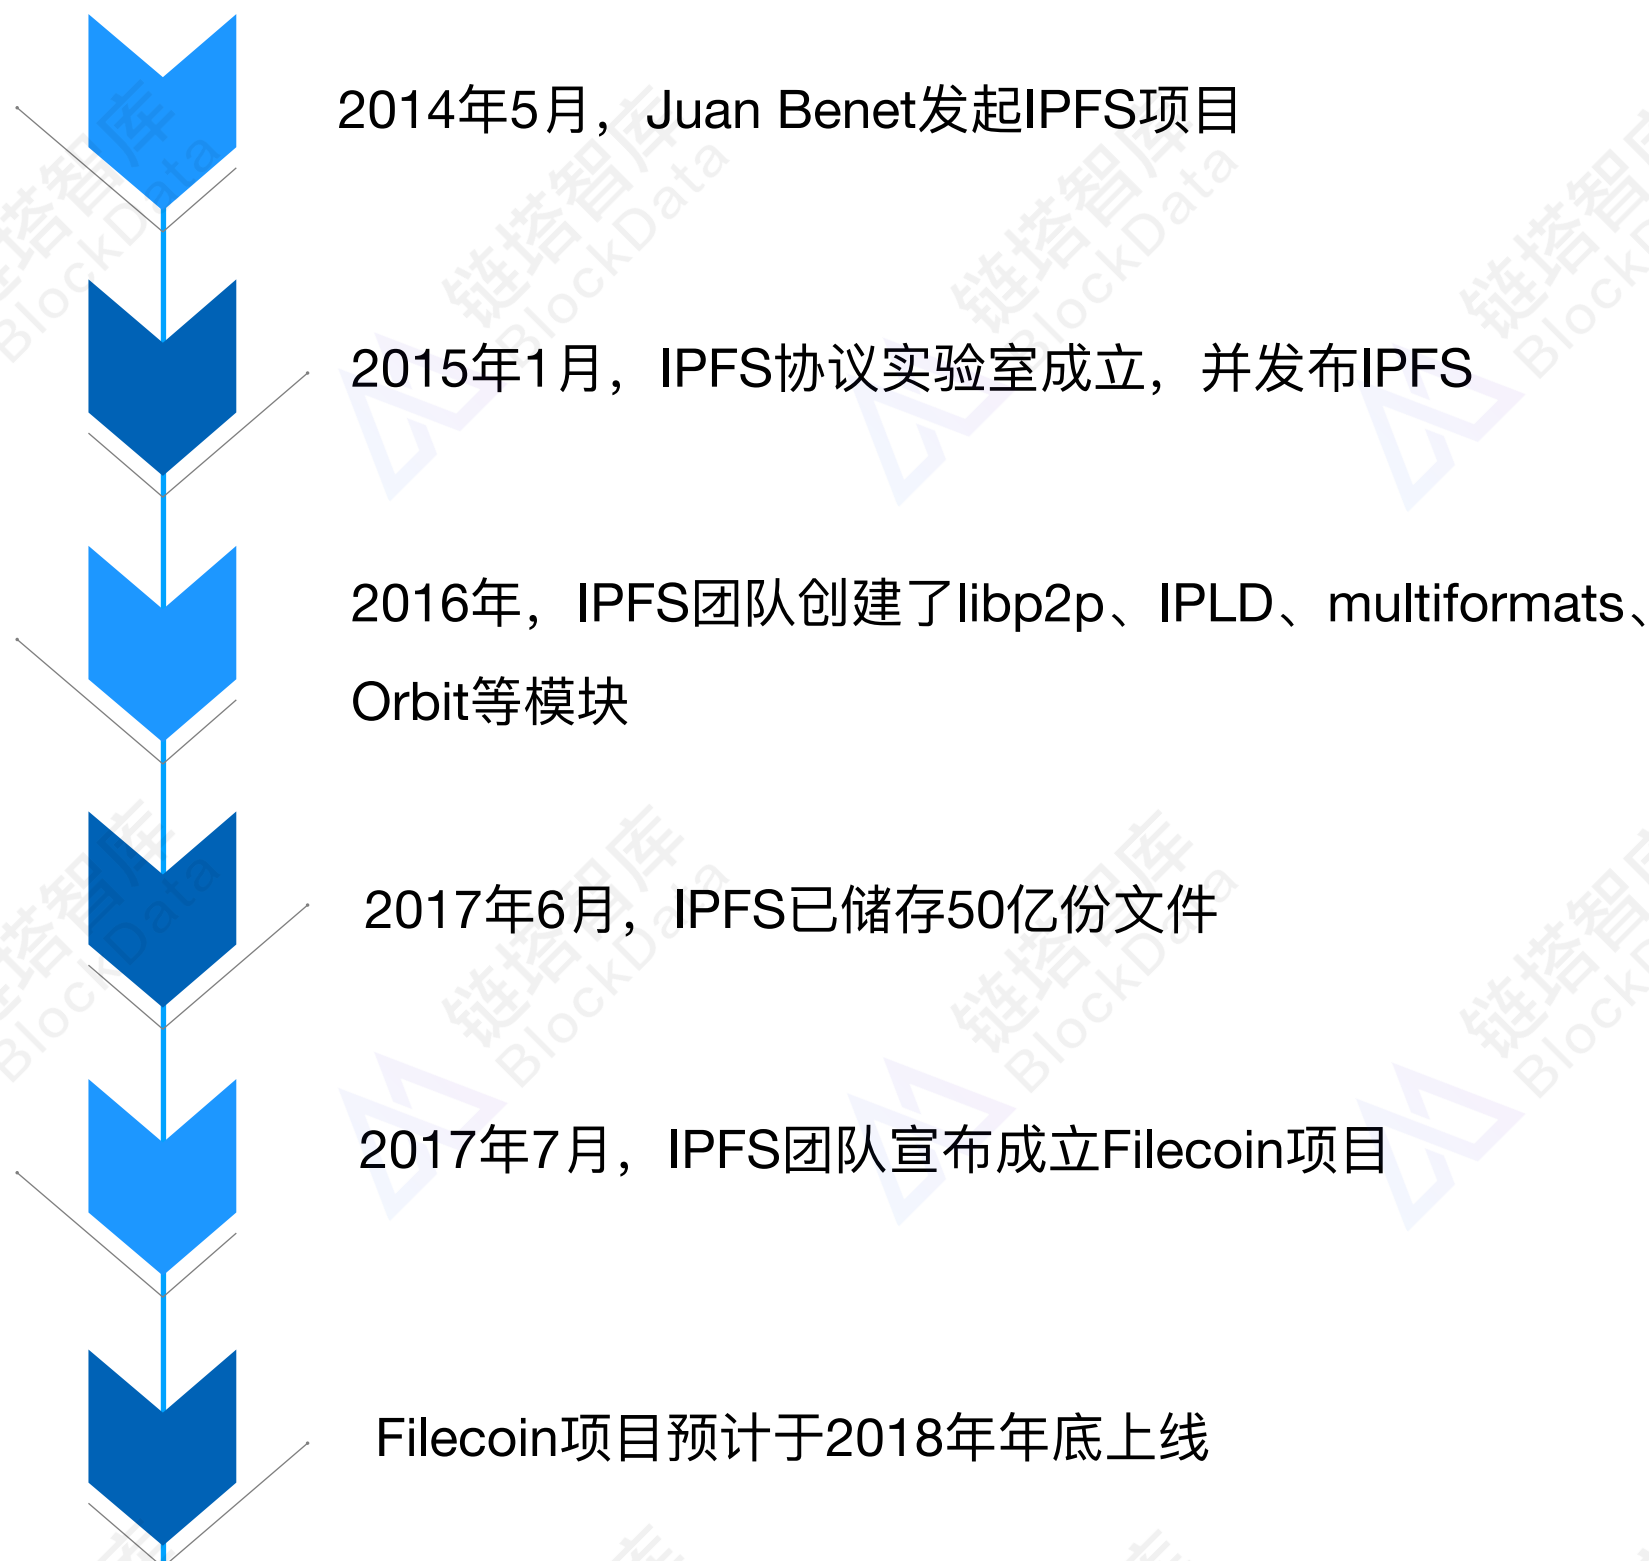 2014年5月，Juan Benet发起IPFS项目
2015年1月，IPFS协议实验室成立，并发布IPFS
2016年，IPFS团队创建了libp2p、IPLD、multiformats、
Orbit等模块
2017年6月，IPFS已储存50亿份文件
2017年7月，IPFS团队宣布成立Filecoin项目
Filecoin项目预计于2018年年底上线
链塔智库
BlockData